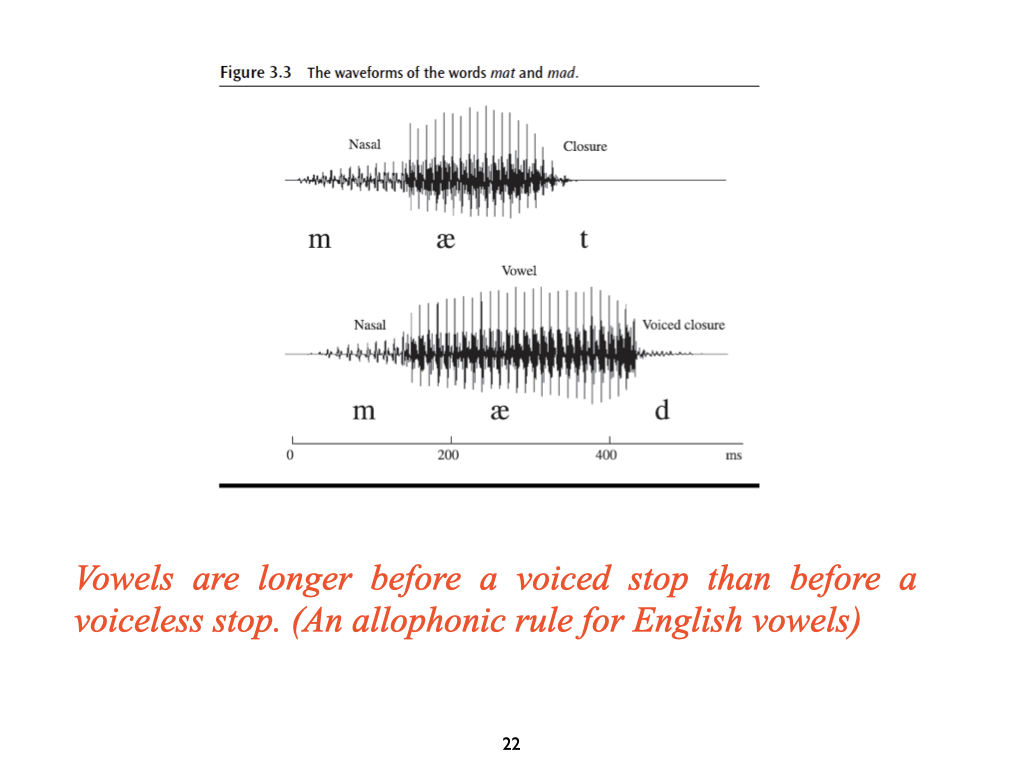 Figure 3.3 The waveforms of the words mat and mad.
Nasal
Closure
m æ t
Vowel
Nasal
Voiced closure
m æ d
0 200 400 ms
Vowels are longer before a voiced stop than before a
voiceless stop. (An allophonic rule for English vowels)
22